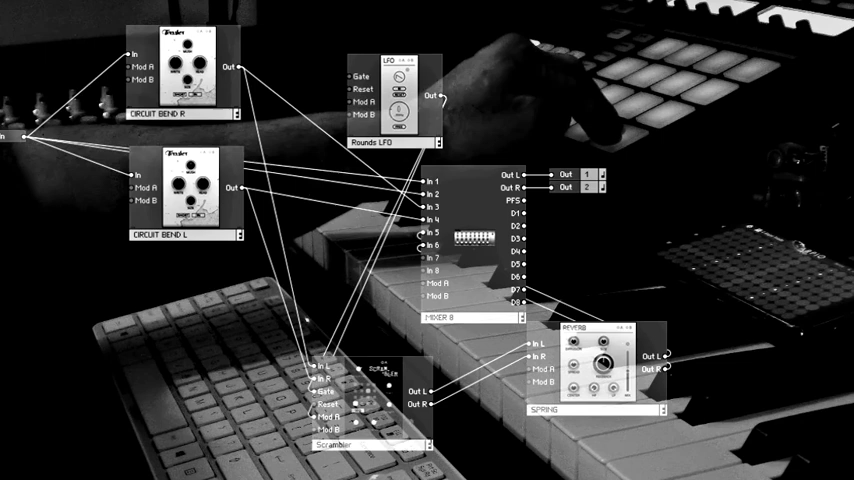 In
In
Mod A
Mod B
Out
CIRCUIT BEND R
In
Mod A
Mod B
Out
CIRCUIT BEND L
LFO
Gate
Reset
Mod A
Mod B
Out
Rounds LFO
In 1
In 2
In 3
In 4
In 5
In 6
In 7
In 8
Mod A
Mod B
Out L
Out R
PFS
D1
D2
D3
D4
D5
D6
D7
D8
MIXER 8
Out 1
Out 2
In L
In R
Gate
Reset
Mod A
Mod B
Out L
Out R
Scrambler
REVERB
In L
In R
Mod A
Mod B
Out L
Out R
SPRING